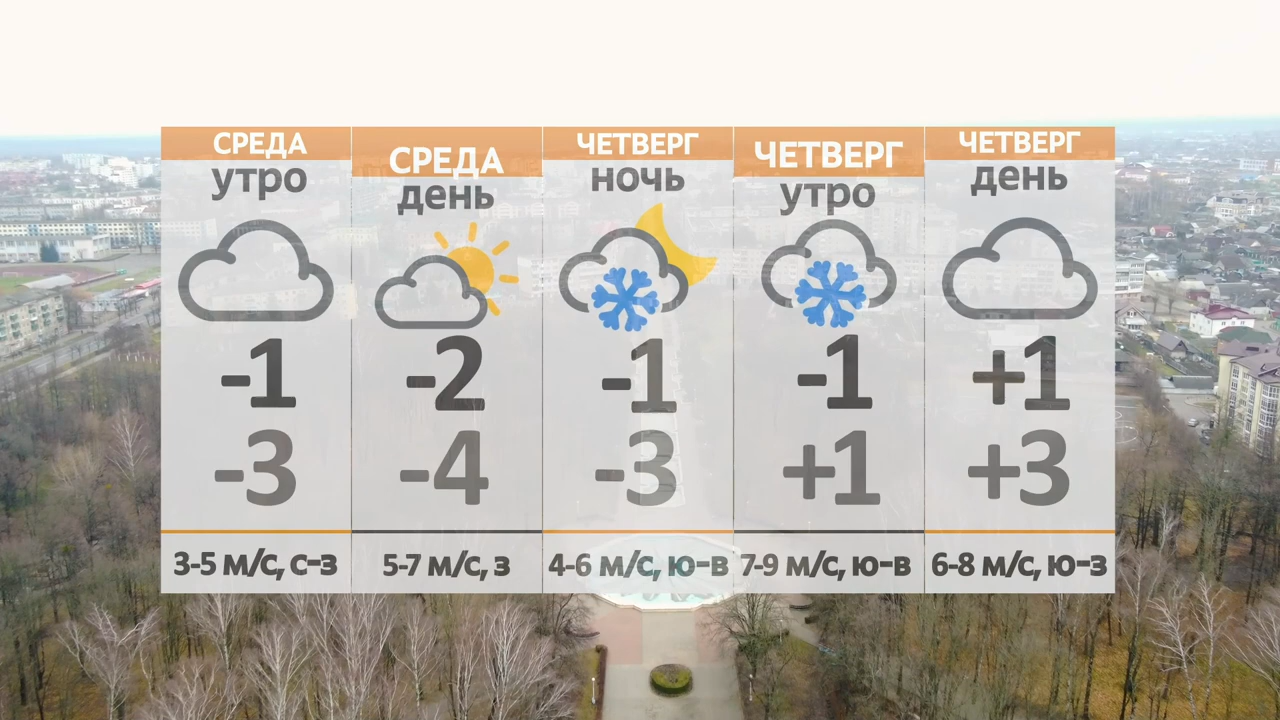 СРЕДА
утро
-1
-3
3-5 м/с, с-з
СРЕДА
день
-2
-4
5-7 м/с, з
ЧЕТВЕРГ
ночь
-1
-3
4-6 м/с, ю-в
ЧЕТВЕРГ
утро
-1
+1
7-9 м/с, ю-в
ЧЕТВЕРГ
день
+1
+3
6-8 м/с, ю-з